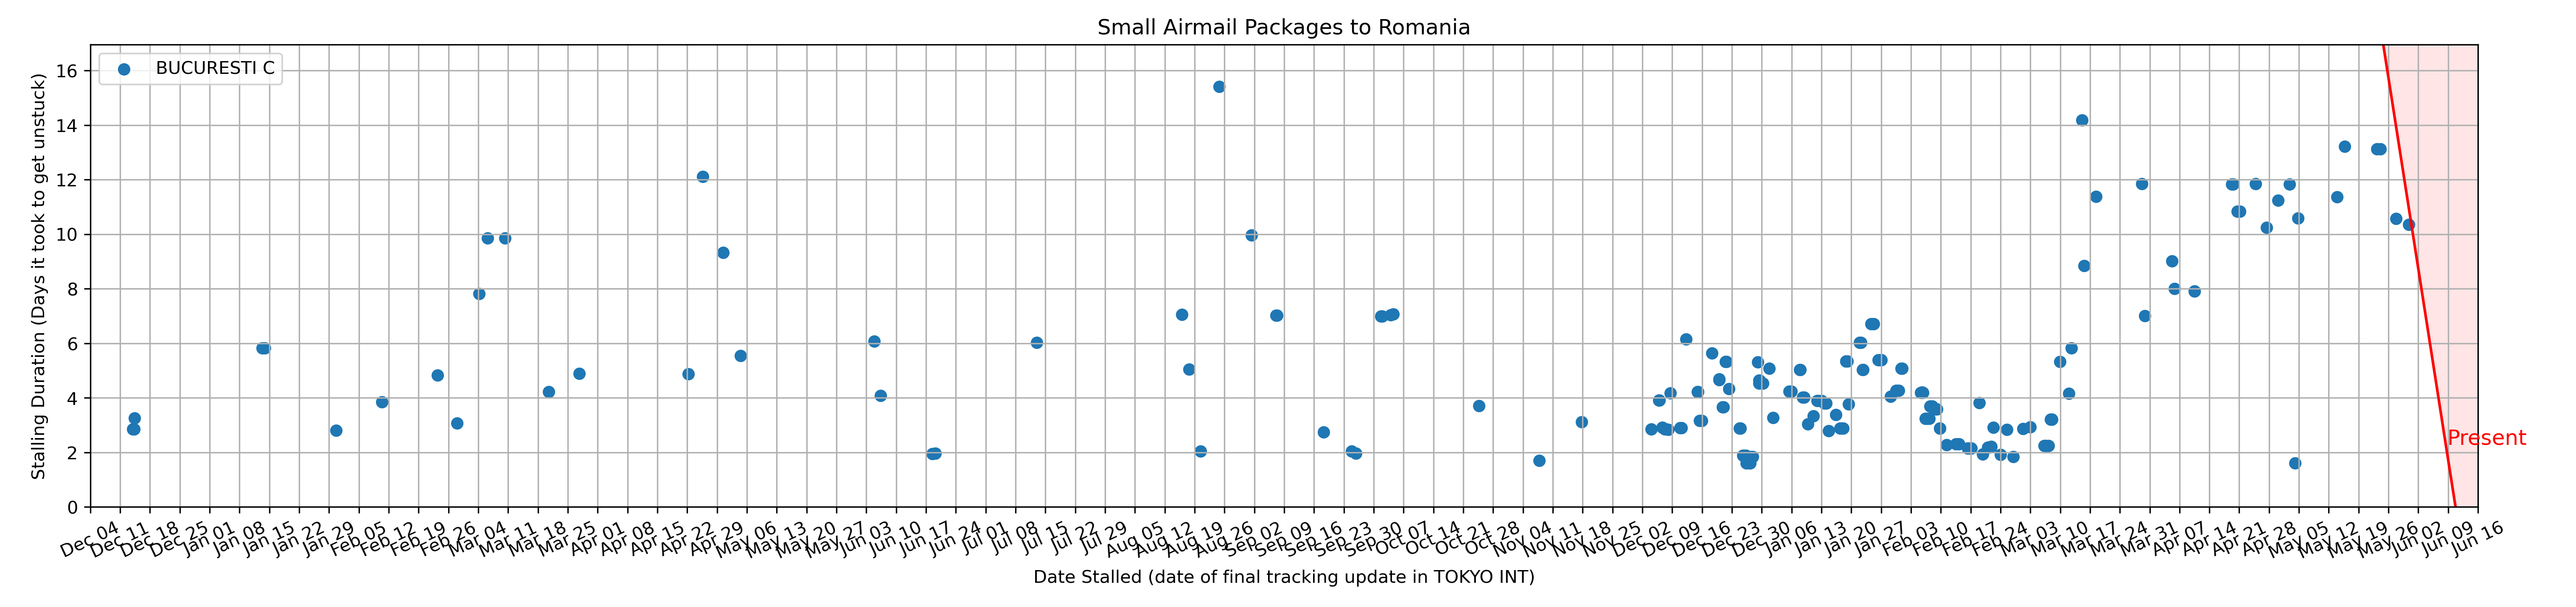 Small Airmail Packages to Romania
BUCURESTI C
Stalling Duration (Days it took to get unstuck)
16
14
12
10
8
6
4
2
0
Present
Dec 04
Dec 11
Dec 18
Dec 25
Jan 01
Jan 08
Jan 15
Jan 22
Jan 29
Feb 05
Feb 12
Feb 19
Feb 26
Mar 04
Mar 11
Mar 18
Mar 25
Apr 01
Apr 08
Apr 15
Apr 22
Apr 29
May 06
May 13
May 20
May 27
Jun 03
Jun 10
Jun 17
Jun 24
Jul 01
Jul 08
Jul 15
Jul 22
Jul 29
Aug 05
Aug 12
Aug 19
Aug 26
Sep 02
Sep 09
Sep 16
Sep 23
Sep 30
Oct 07
Oct 14
Oct 21
Oct 28
Nov 04
Nov 11
Nov 18
Nov 25
Dec 02
Dec 09
Dec 16
Dec 23
Dec 30
Jan 06
Jan 13
Jan 20
Jan 27
Feb 03
Feb 10
Feb 17
Feb 24
Mar 03
Mar 10
Mar 17
Mar 24
Mar 31
Apr 07
Apr 14
Apr 21
Apr 28
May 05
May 12
May 19
May 26
Jun 02
Jun 09
Jun 16
Date Stalled (date of final tracking update in TOKYO INT)